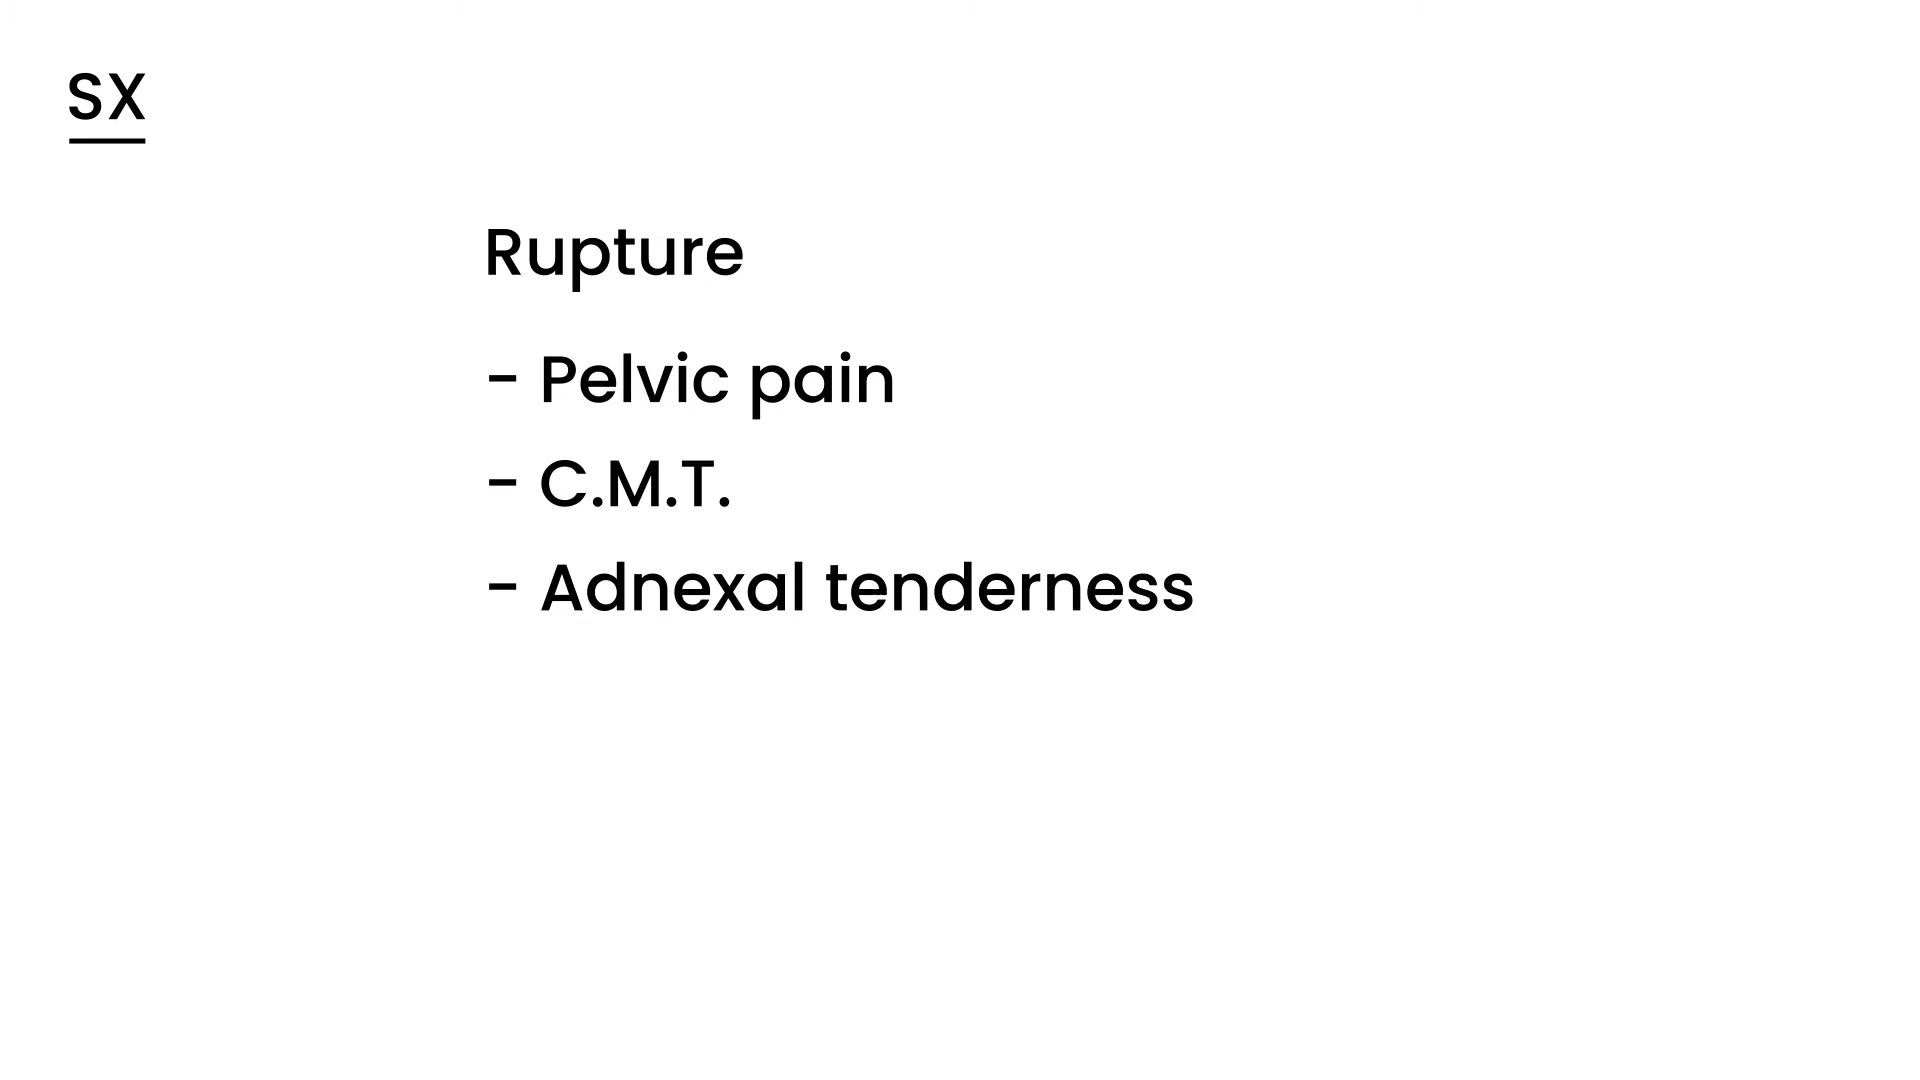 SX
Rupture
- Pelvic pain
- C.M.T.
- Adnexal tenderness